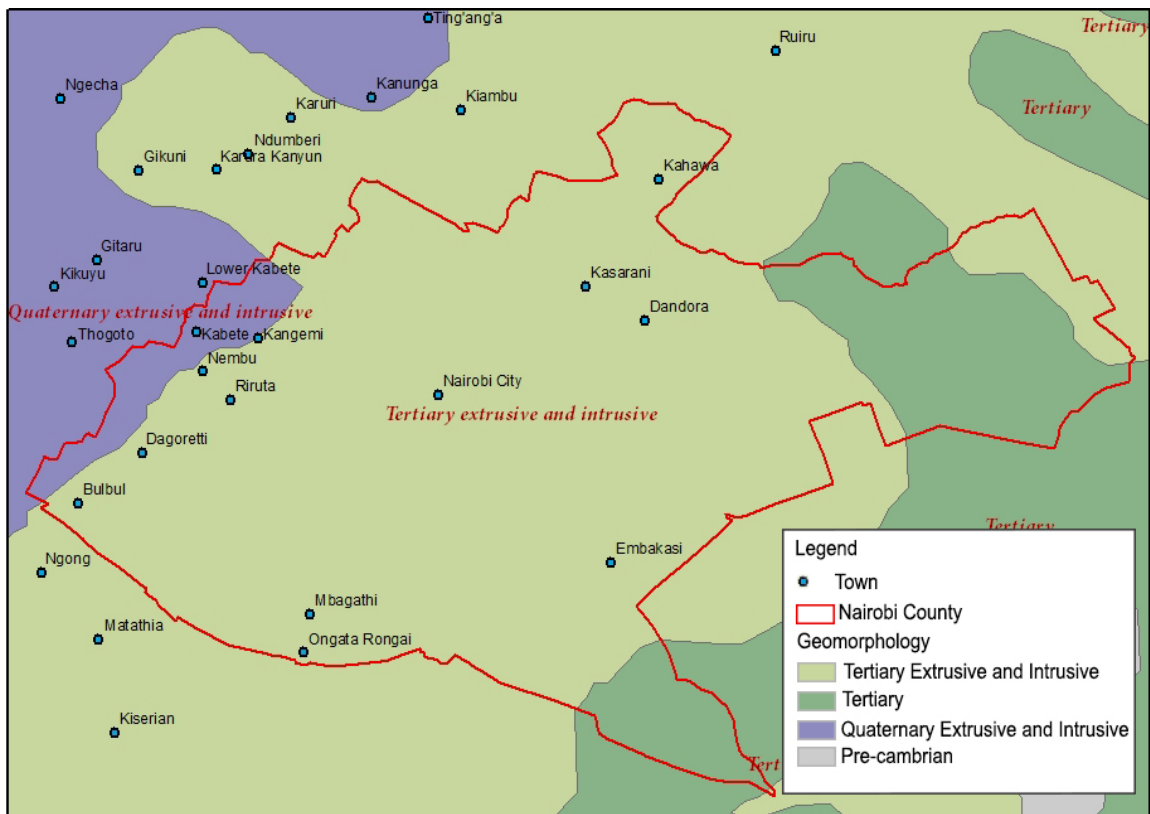 Ting'ang'a
Tertiary
Ruiru
Ngecha
Kanunga
Karuri
Kiambu
Tertiary
Ndumberi
Gikuni
Karura Kanyun
Kahawa
Gitaru
Kikuyu
Lower Kabete
Kasarani
Quaternary extrusive and intrusive
Dandora
Thogoto
Kabete
Kangemi
Nembu
Riruta
Nairobi City
Tertiary extrusive and intrusive
Dagoretti
Bulbul
Tertiary
Embakasi
Ngong
Mbagathi
Matathia
Ongata Rongai
Kiserian
Tert
Legend
Town
Nairobi County
Geomorphology
Tertiary Extrusive and Intrusive
Tertiary
Quaternary Extrusive and Intrusive
Pre-cambrian